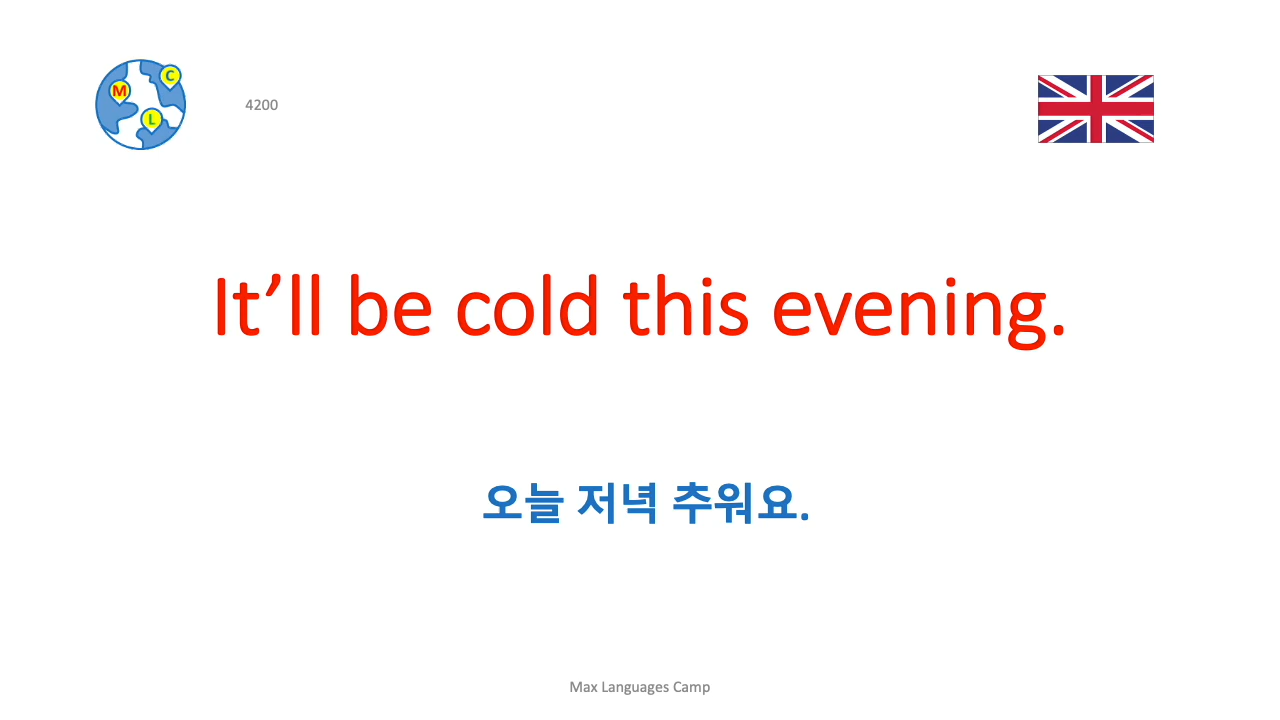 M C L
4200
It’ll be cold this evening.
오늘 저녁 추워요.
Max Languages Camp